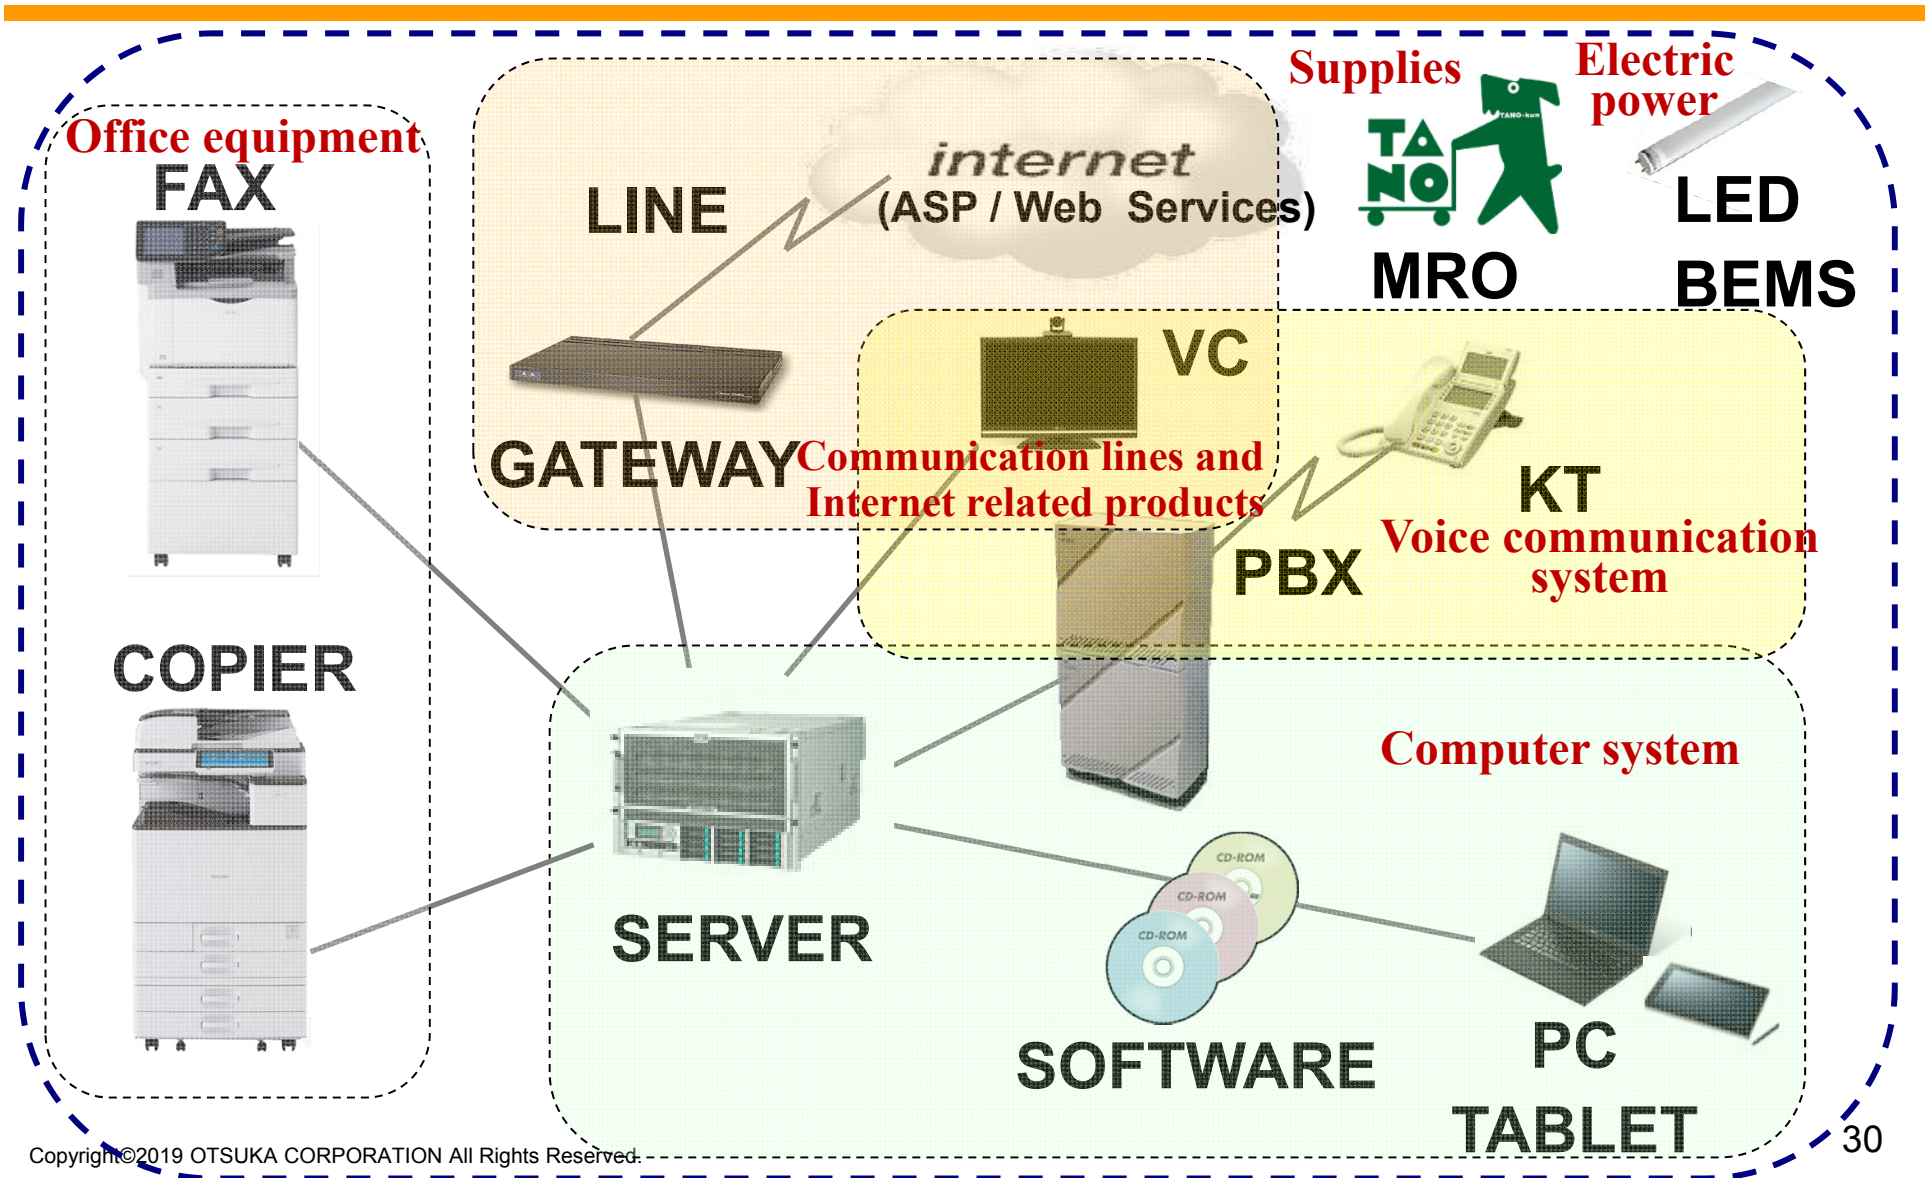 Office equipment
FAX
COPIER
LINE
internet
(ASP / Web Services)
GATEWAY
Communication lines and
Internet related products
VC
Supplies
TANO-kun
TA
NO
MRO
Electric
power
LED
BEMS
KT
PBX
Voice communication
system
Computer system
SERVER
CD-ROM
CD-ROM
CD-ROM
SOFTWARE
PC
TABLET
Copyright©2019 OTSUKA CORPORATION All Rights Reserved.
30